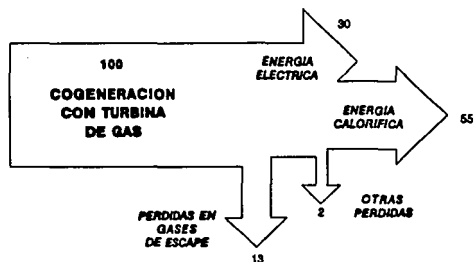 100
COGENERACION
CON TURBINA
DE GAS
30
ENERGIA
ELECTRICA
ENERGIA
CALORIFICA
55
PERDIDAS EN
GASES
DE ESCAPE
13
2
OTRAS
PERDIDAS